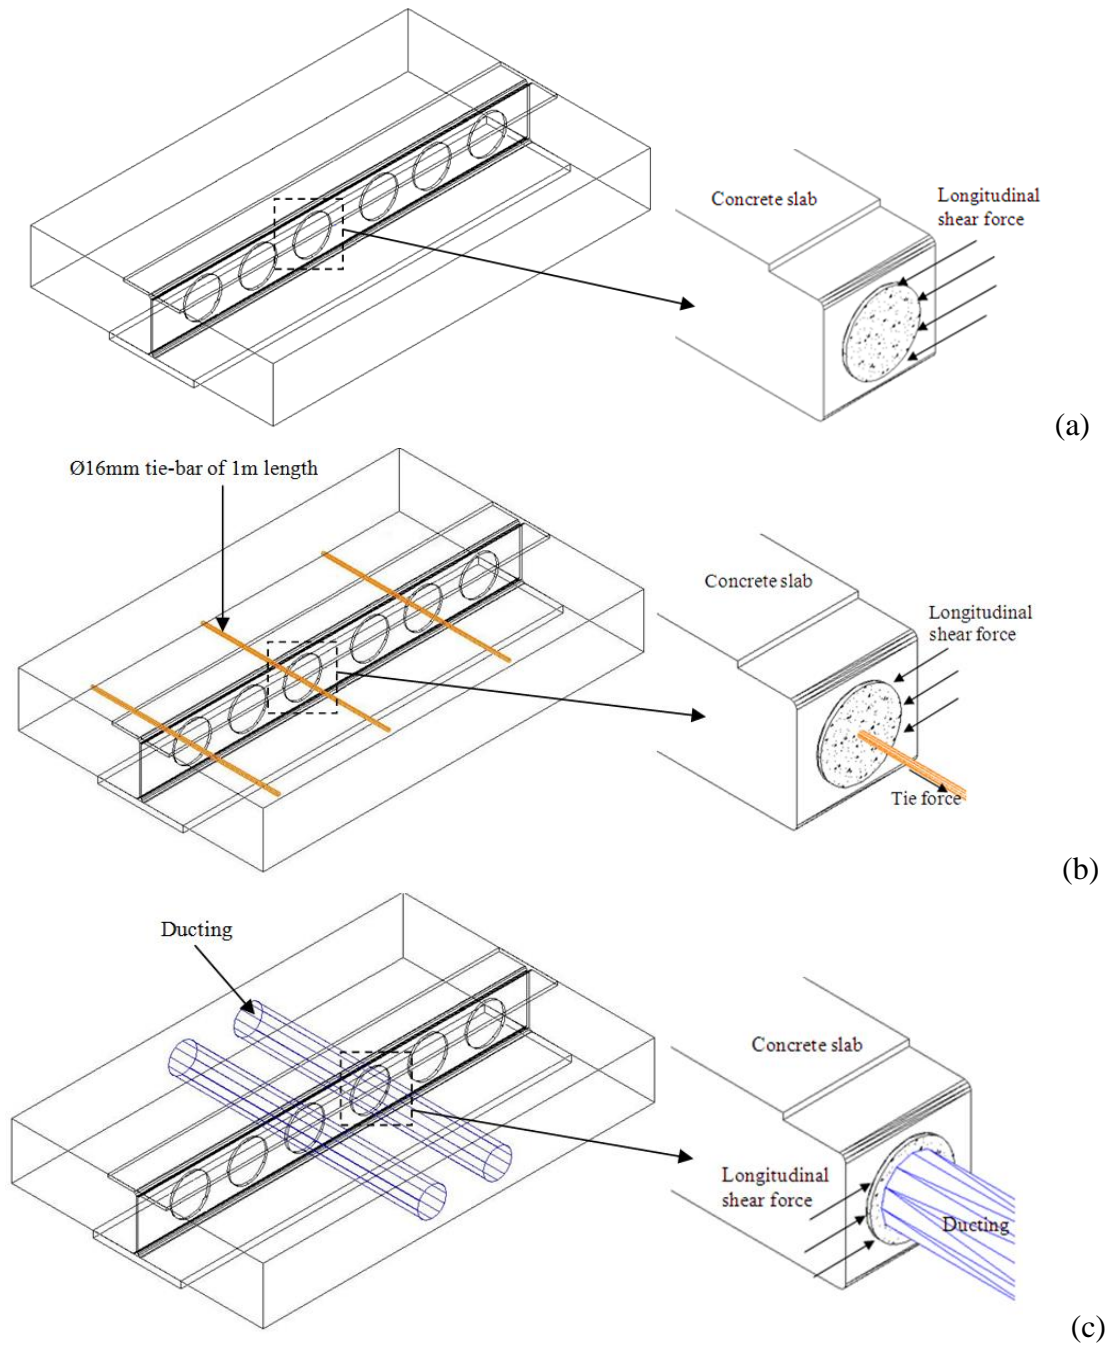 Concrete slab
Longitudinal
shear force
(a)
Ø16mm tie-bar of 1m length
Concrete slab
Longitudinal
shear force
Tie force
(b)
Ducting
Concrete slab
Longitudinal
shear force
Ducting
(c)